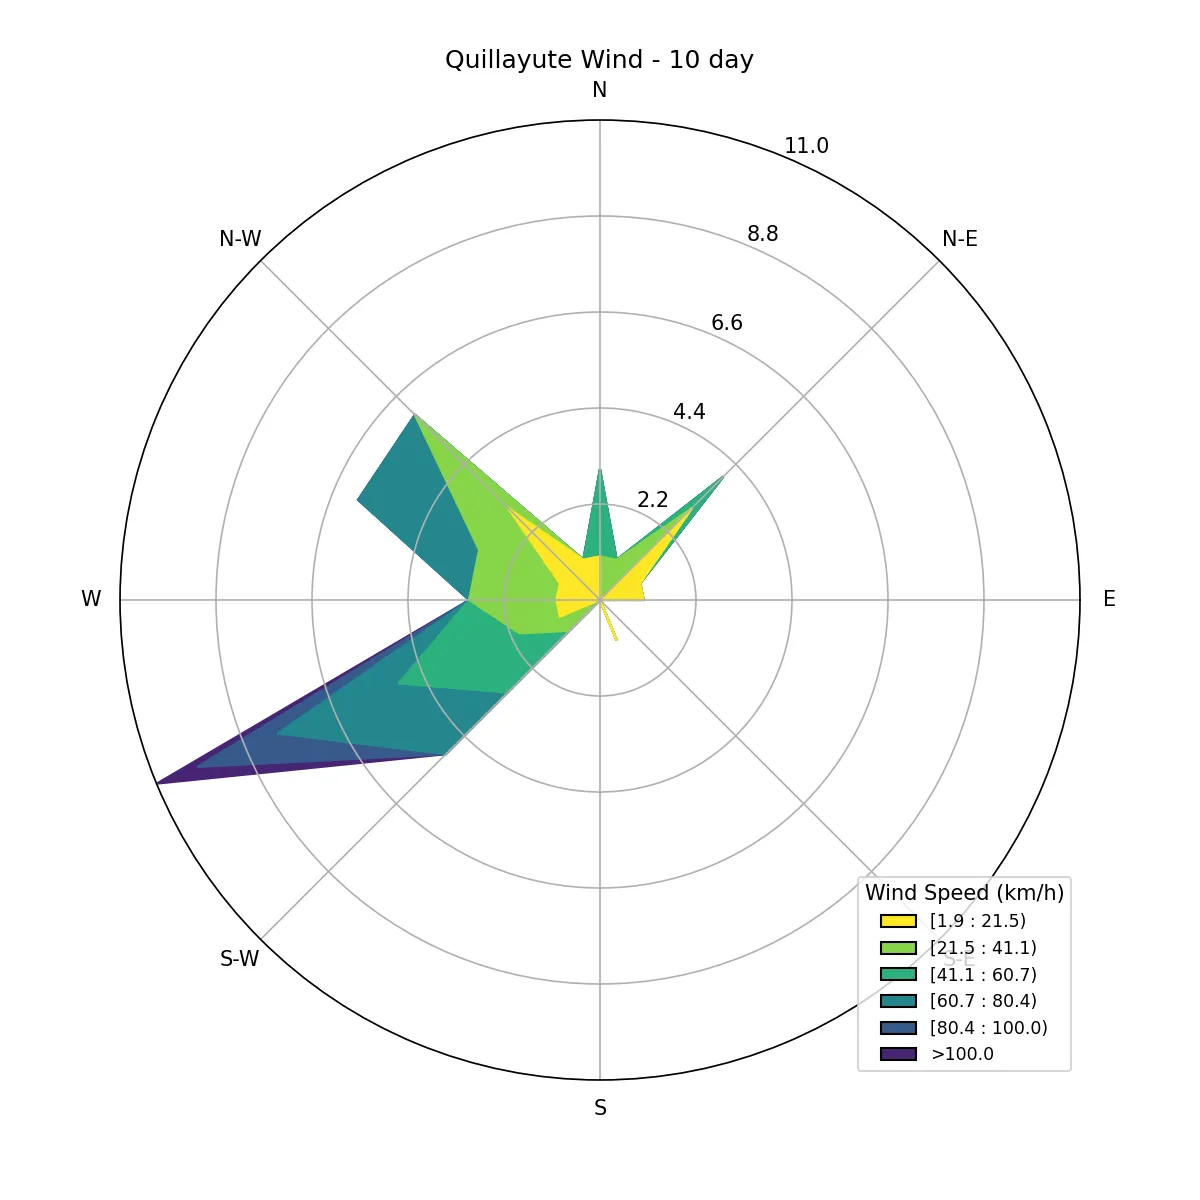 Quillayute Wind - 10 day
N
11.0
N-W
8.8
N-E
6.6
4.4
2.2
W
E
S-W
S-E
S
Wind Speed (km/h)
[1.9 : 21.5)
[21.5 : 41.1)
[41.1 : 60.7)
[60.7 : 80.4)
[80.4 : 100.0)
>100.0